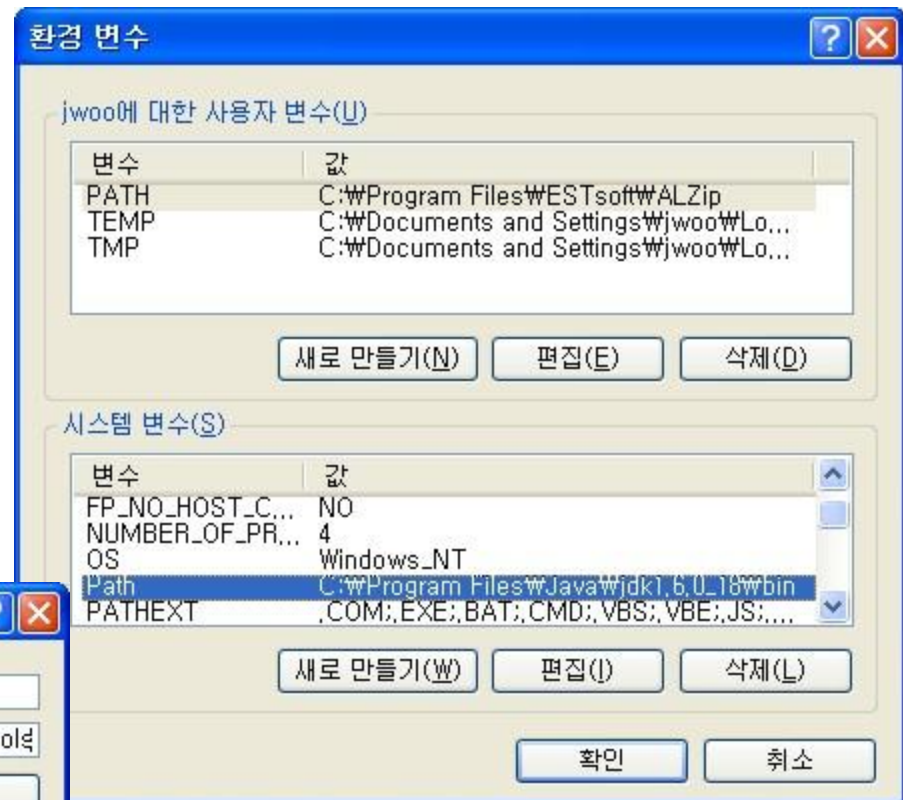 환경 변수
jwoo에 대한 사용자 변수(U)
변수 값
PATH C:₩Program Files₩ESTsoft₩ALZip
TEMP C:₩Documents and Settings₩jwoo₩Lo...
TMP C:₩Documents and Settings₩jwoo₩Lo...
새로 만들기(N) 편집(E) 삭제(D)
시스템 변수(S)
변수 값
FP_NO_HOST_C... NO
NUMBER_OF_PR... 4
OS Windows_NT
Path C:₩Program Files₩Java₩jdk1.6.0_18₩bin
PATHEXT .COM;.EXE;.BAT;.CMD;.VBS;.VBE;.JS;....
새로 만들기(W) 편집(I) 삭제(L)
확인 취소